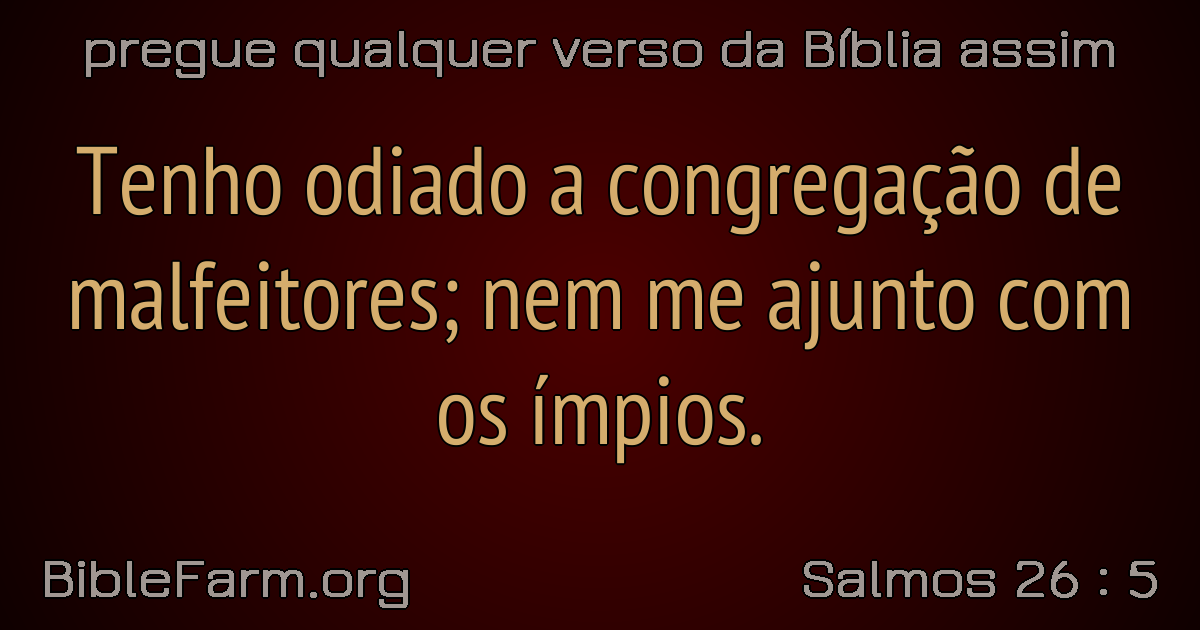 pregue qualquer verso da Bíblia assim
Tenho odiado a congregação de
malfeitores; nem me ajunto com
os ímpios.
BibleFarm.org
Salmos 26 : 5